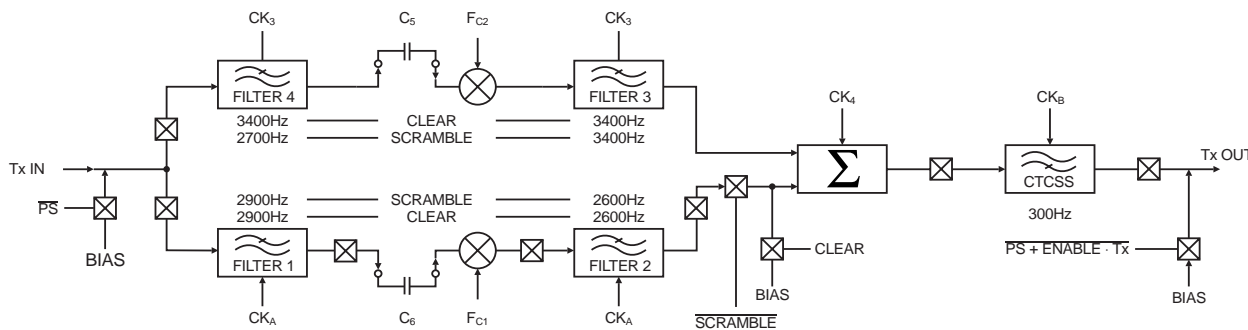 CK3 C5 FC2 CK3
FILTER 4 FILTER 3
3400Hz CLEAR 3400Hz
2700Hz SCRAMBLE 3400Hz
CK4 CKB
Tx IN Σ CTCSS Tx OUT
300Hz
PS
2900Hz SCRAMBLE 2600Hz
2900Hz CLEAR 2600Hz
BIAS
FILTER 1 FILTER 2
CLEAR PS + ENABLE · Tx
BIAS BIAS
CKA C6 FC1 CKA
SCRAMBLE